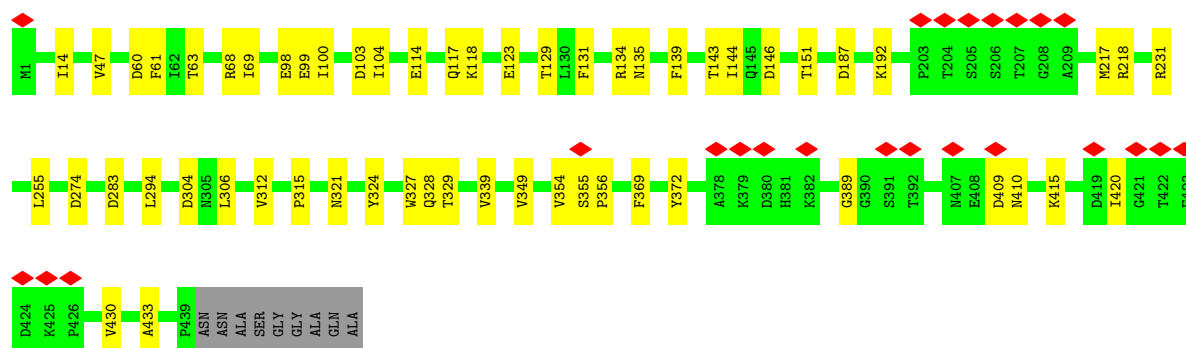 M1 I14 V47 D60 F61 I62 T63 R68 I69 E98 E99 I100 D103 I104 E114 Q117 K118 E123 T129 L130 F131 R134 N135 F139 T143 I144 Q145 D146 T151 D187 K192 P203 T204 S205 S206 T207 G208 A209 M217 R218 R231
L255 D274 D283 L294 D304 N305 L306 V312 P315 N321 Y324 W327 Q328 T329 V339 V349 V354 S355 P356 F369 Y372 A378 K379 D380 H381 K382 G389 G390 S391 T392 N407 E408 D409 N410 K415 D419 I420 G421 T422
D424 K425 P426 V430 A433 P439 ASN ASN ALA SER GLY GLY ALA GLN ALA